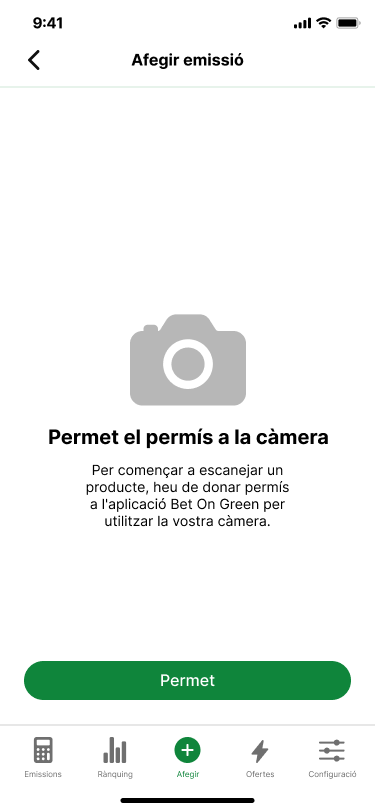 9:41
Afegir emissió
Permet el permís a la càmera
Per començar a escanejar un
producte, heu de donar permís
a l'aplicació Bet On Green per
utilitzar la vostra càmera.
Permet
Emissions
Rànquing
Afegir
Ofertes
Configuració